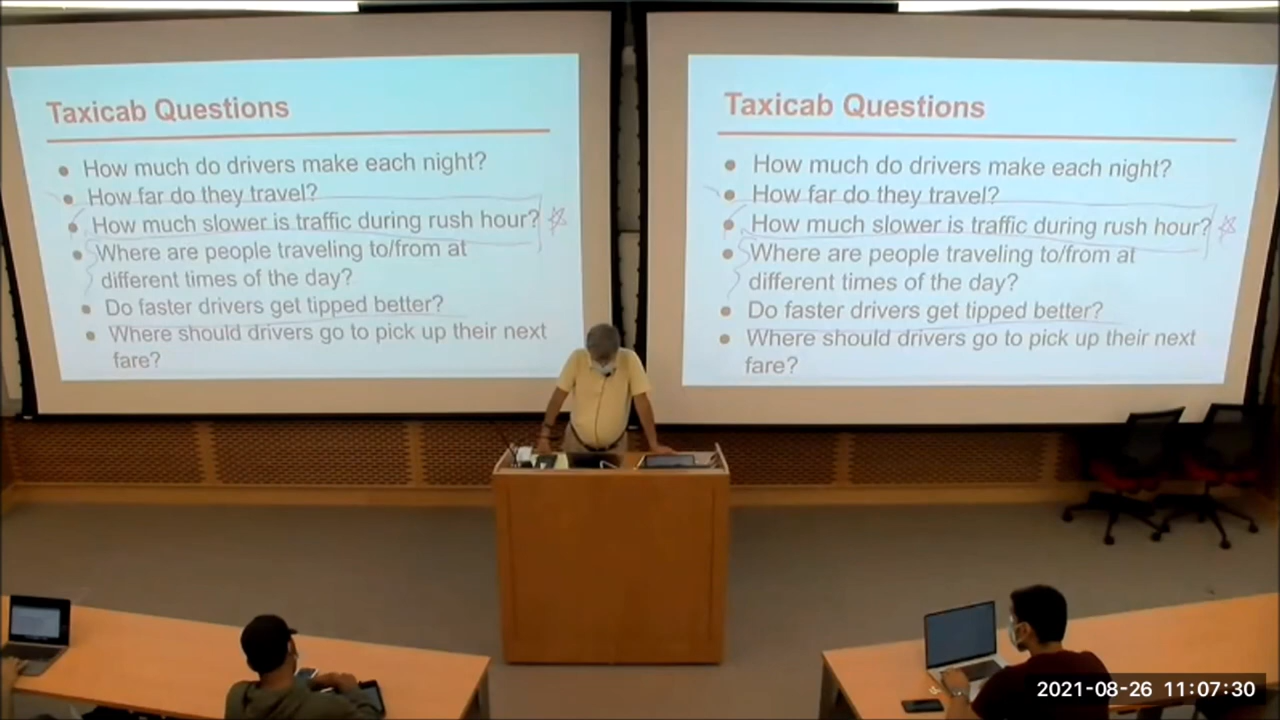 Taxicab Questions
• How much do drivers make each night?
• How far do they travel?
• How much slower is traffic during rush hour?
• Where are people traveling to/from at
different times of the day?
• Do faster drivers get tipped better?
• Where should drivers go to pick up their next
fare?
Taxicab Questions
• How much do drivers make each night?
• How far do they travel?
• How much slower is traffic during rush hour?
• Where are people traveling to/from at
different times of the day?
• Do faster drivers get tipped better?
• Where should drivers go to pick up their next
fare?
2021-08-26 11:07:30